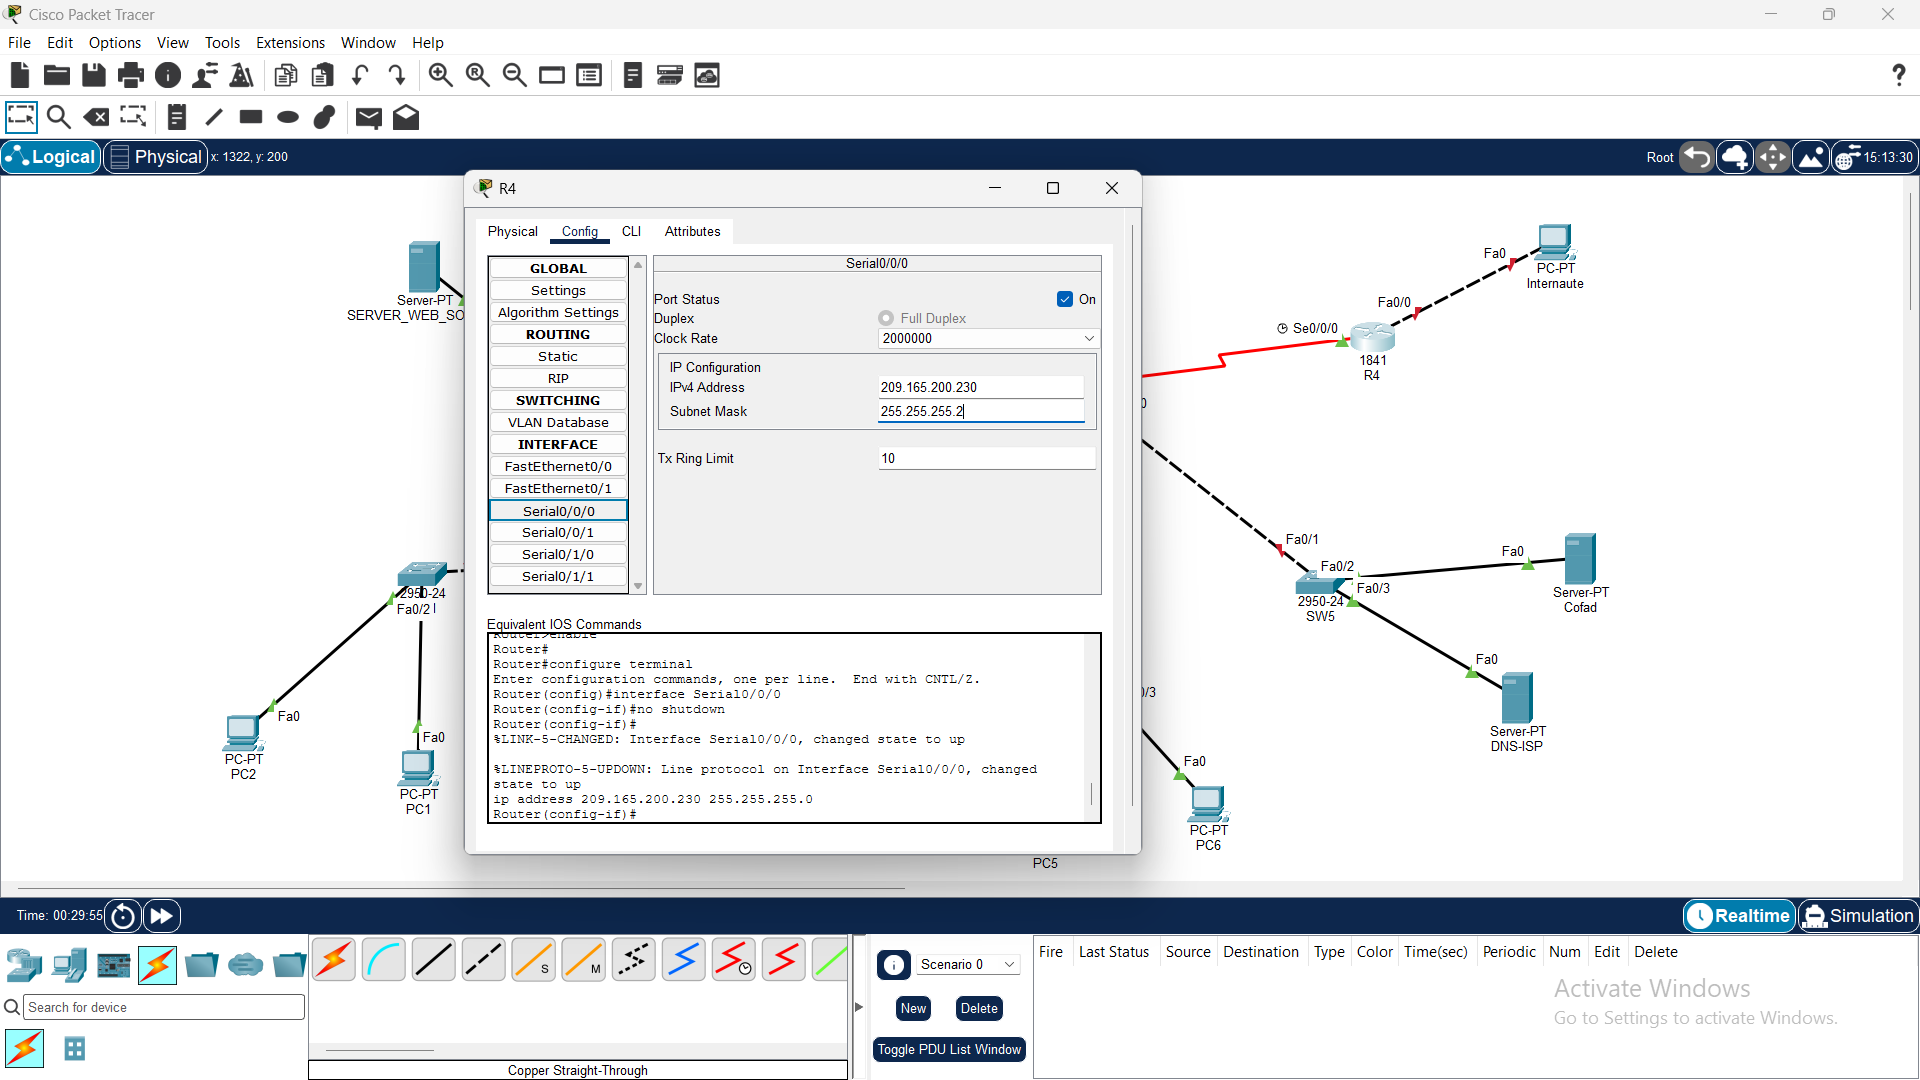 Cisco Packet Tracer
File Edit Options View Tools Extensions Window Help
Logical Physical x: 1322, y: 200 Root 15:13:30
R4
Physical Config CLI Attributes
GLOBAL
Settings
Algorithm Settings
ROUTING
Static
RIP
SWITCHING
VLAN Database
INTERFACE
FastEthernet0/0
FastEthernet0/1
Serial0/0/0
Serial0/0/1
Serial0/1/0
Serial0/1/1
Serial0/0/0
Port Status On
Duplex Full Duplex
Clock Rate 2000000
IP Configuration
IPv4 Address 209.165.200.230
Subnet Mask 255.255.255.2
Tx Ring Limit 10
Equivalent IOS Commands
Router>enable
Router#
Router#configure terminal
Enter configuration commands, one per line. End with CNTL/Z.
Router(config)#interface Serial0/0/0
Router(config-if)#no shutdown
Router(config-if)#
%LINK-5-CHANGED: Interface Serial0/0/0, changed state to up
%LINEPROTO-5-UPDOWN: Line protocol on Interface Serial0/0/0, changed
state to up
ip address 209.165.200.230 255.255.255.0
Router(config-if)#
Server-PT
SERVER_WEB_SO
2950-24
Fa0/2
Fa0
PC-PT
PC2
Fa0
PC-PT
PC1
Fa0
PC-PT
Internaute
Fa0/0
Se0/0/0
1841
R4
0
Fa0/1
Fa0/2
Fa0/3
2950-24
SW5
Fa0
Server-PT
Cofad
Fa0
Server-PT
DNS-ISP
0/3
Fa0
PC-PT
PC6
PC5
Time: 00:29:55 Realtime Simulation
S M
Search for device
Copper Straight-Through
Scenario 0
New Delete
Toggle PDU List Window
Fire Last Status Source Destination Type Color Time(sec) Periodic Num Edit Delete
Activate Windows
Go to Settings to activate Windows.